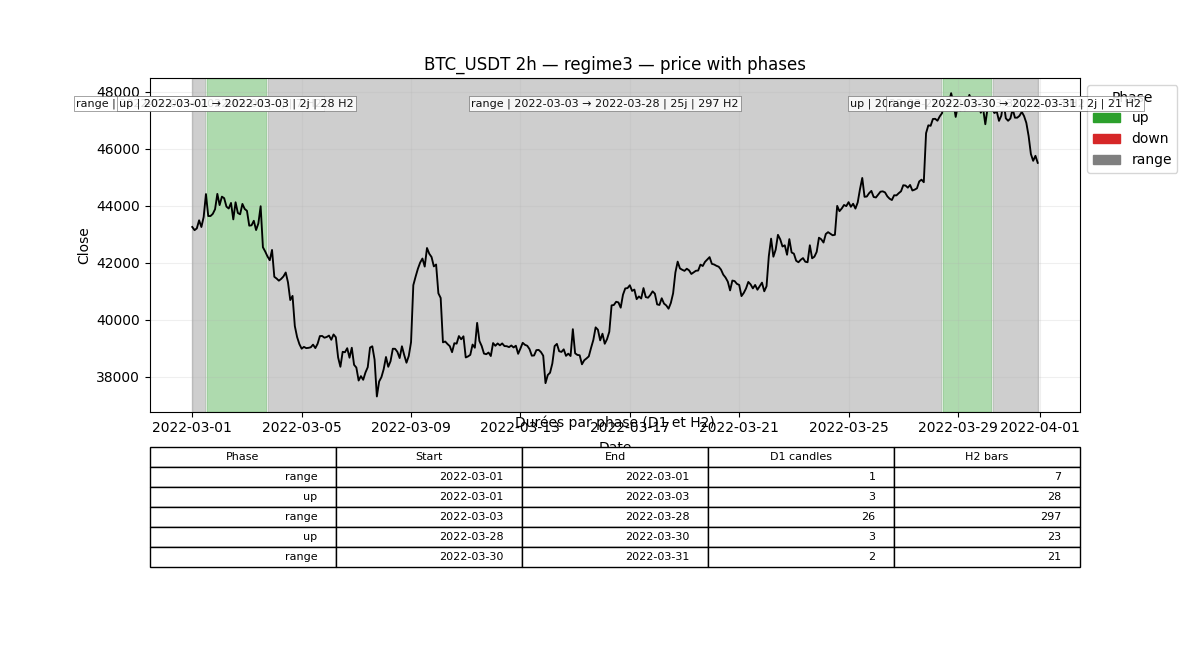 BTC_USDT 2h — regime3 — price with phases
48000
46000
44000
42000
40000
38000
Close
range |
up | 2022-03-01 → 2022-03-03 | 2j | 28 H2
range | 2022-03-03 → 2022-03-28 | 25j | 297 H2
up | 20
range | 2022-03-30 → 2022-03-31 | 2j | 21 H2
Phase
up
down
range
2022-03-01 2022-03-05 2022-03-09 2022-03-13 2022-03-17 2022-03-21 2022-03-25 2022-03-29 2022-04-01
Durées par phase (D1 et H2)
Date
Phase Start End D1 candles H2 bars
range 2022-03-01 2022-03-01 1 7
up 2022-03-01 2022-03-03 3 28
range 2022-03-03 2022-03-28 26 297
up 2022-03-28 2022-03-30 3 23
range 2022-03-30 2022-03-31 2 21